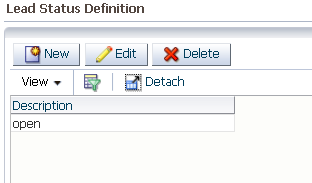 Lead Status Definition
New Edit Delete
View Detach
Description
open